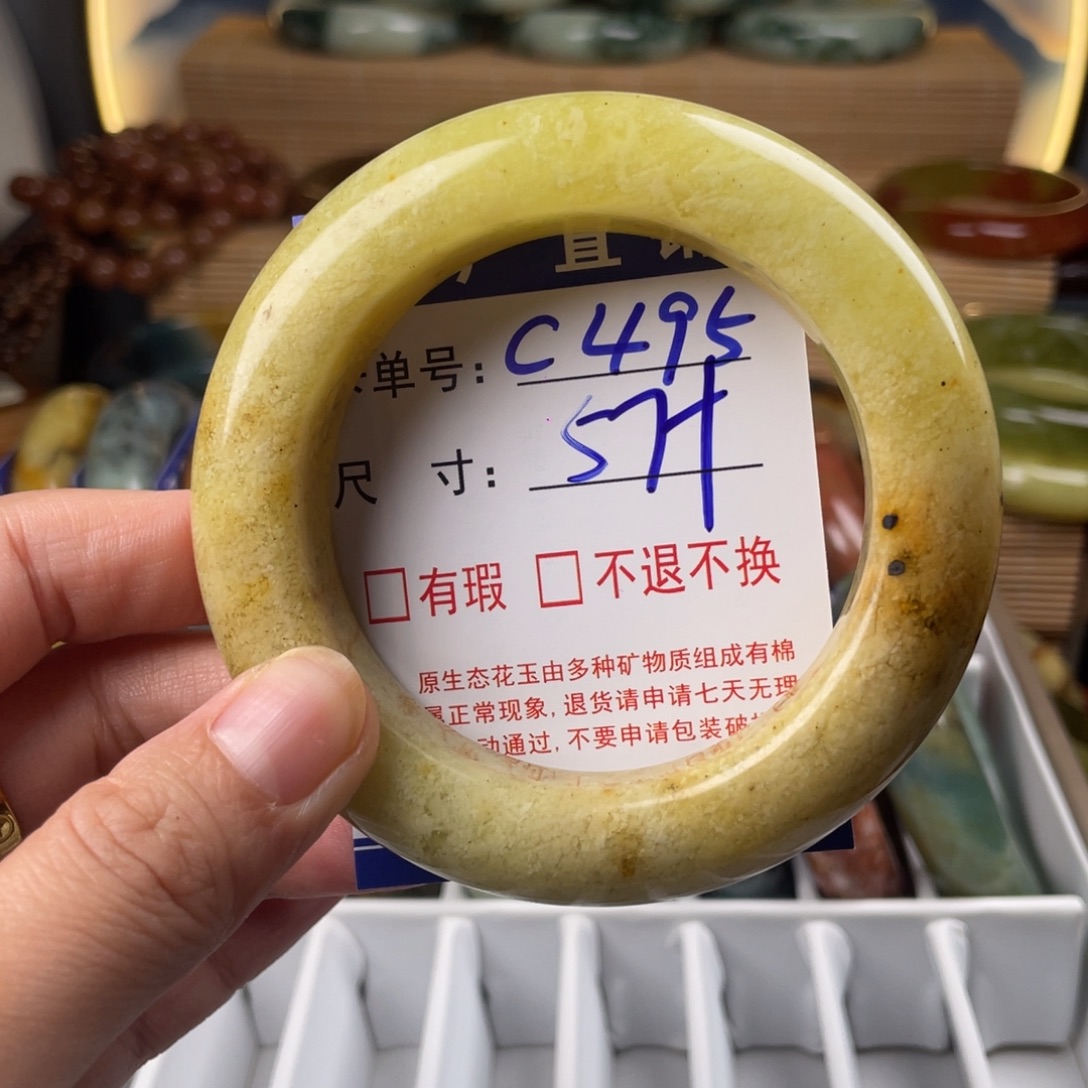 直
单号: C495
尺 寸: 57
□有瑕 □不退不换
原生态花玉由多种矿物质组成有棉
属正常现象, 退货请申请七天无理
动通过, 不要申请包装破